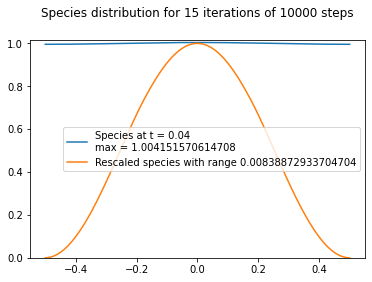 Species distribution for 15 iterations of 10000 steps
1.0
0.8
0.6
0.4
0.2
0.0
Species at t = 0.04
max = 1.004151570614708
Rescaled species with range 0.00838872933704704
−0.4
−0.2
0.0
0.2
0.4